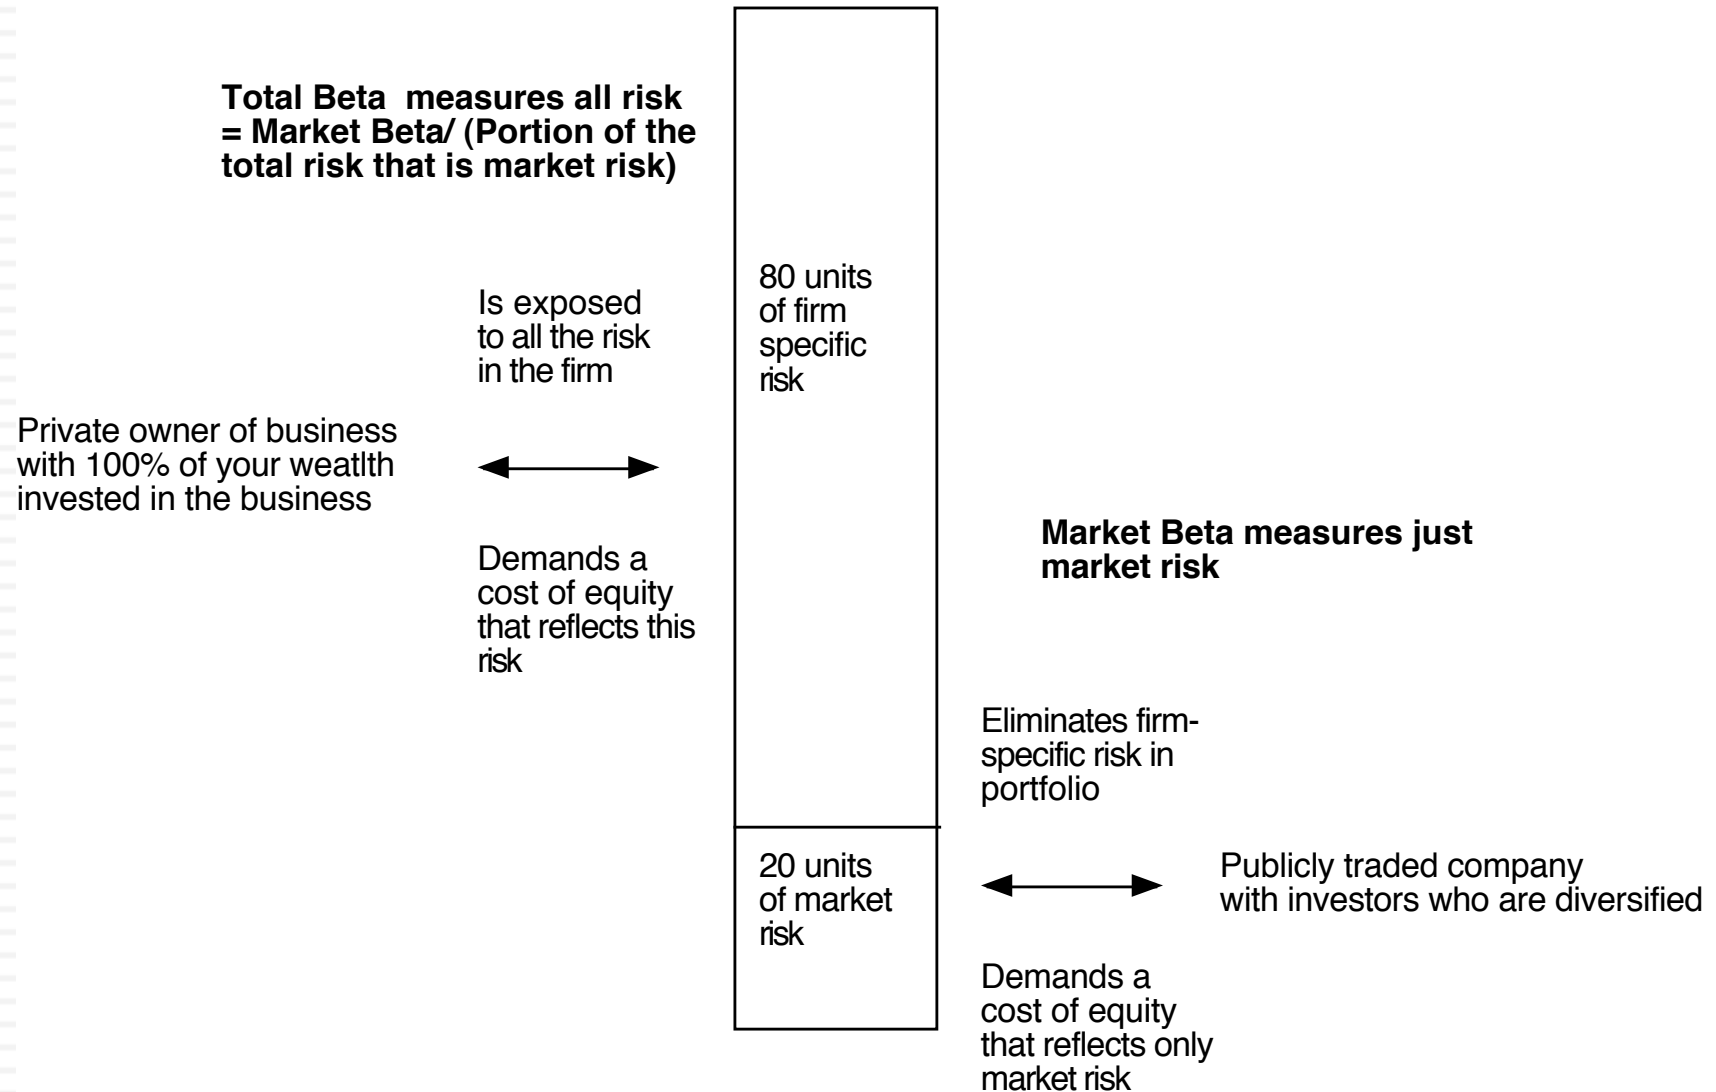 Total Beta  measures all risk
= Market Beta/ (Portion of the
total risk that is market risk)
80 units
of firm
specific
risk
Is exposed
to all the risk
in the firm
Private owner of business
with 100% of your weatlth
invested in the business
Demands a
cost of equity
that reflects this
risk
Market Beta measures just
market risk
Eliminates firm-
specific risk in
portfolio
20 units
of market
risk
Publicly traded company
with investors who are diversified
Demands a
cost of equity
that reflects only
market risk